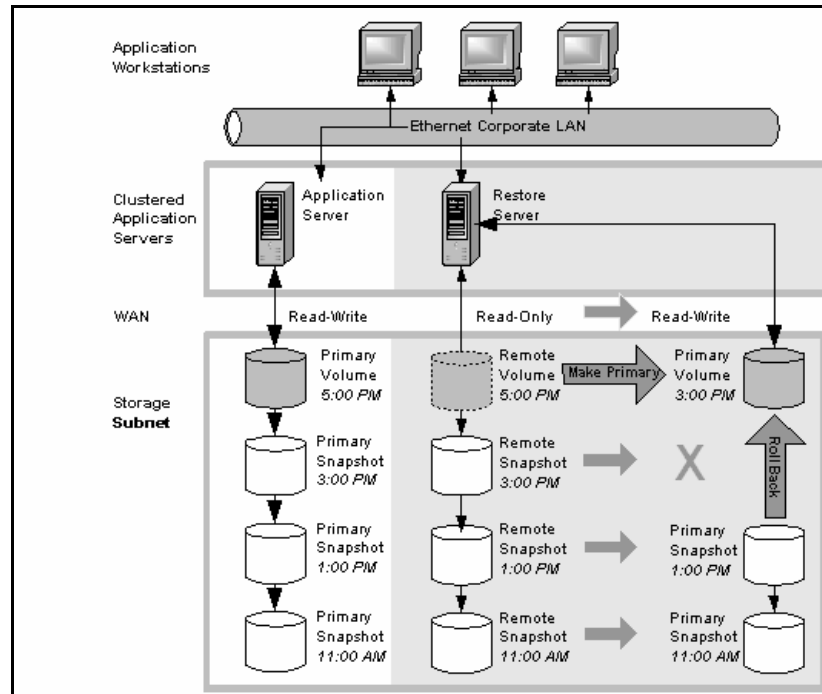 Application
Workstations
Ethernet Corporate LAN
Clustered
Application
Servers
Application
Server
Restore
Server
WAN
Read-Write
Read-Only
Read-Write
Storage
Subnet
Primary
Volume
5:00 PM
Remote
Volume
5:00 PM
Make Primary
Primary
Volume
3:00 PM
Primary
Snapshot
3:00 PM
Remote
Snapshot
3:00 PM
X
Roll Back
Primary
Snapshot
1:00 PM
Remote
Snapshot
1:00 PM
Primary
Snapshot
1:00 PM
Primary
Snapshot
11:00 AM
Remote
Snapshot
11:00 AM
Primary
Snapshot
11:00 AM